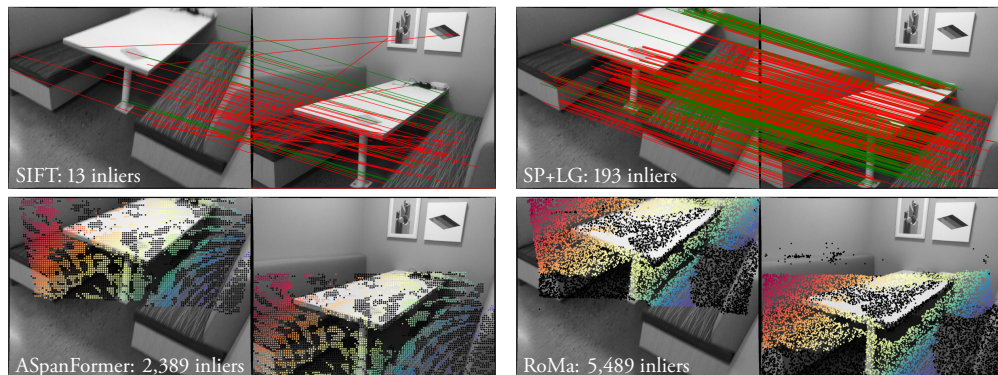 SIFT: 13 inliers
SP+LG: 193 inliers
ASpanFormer: 2,389 inliers
RoMa: 5,489 inliers